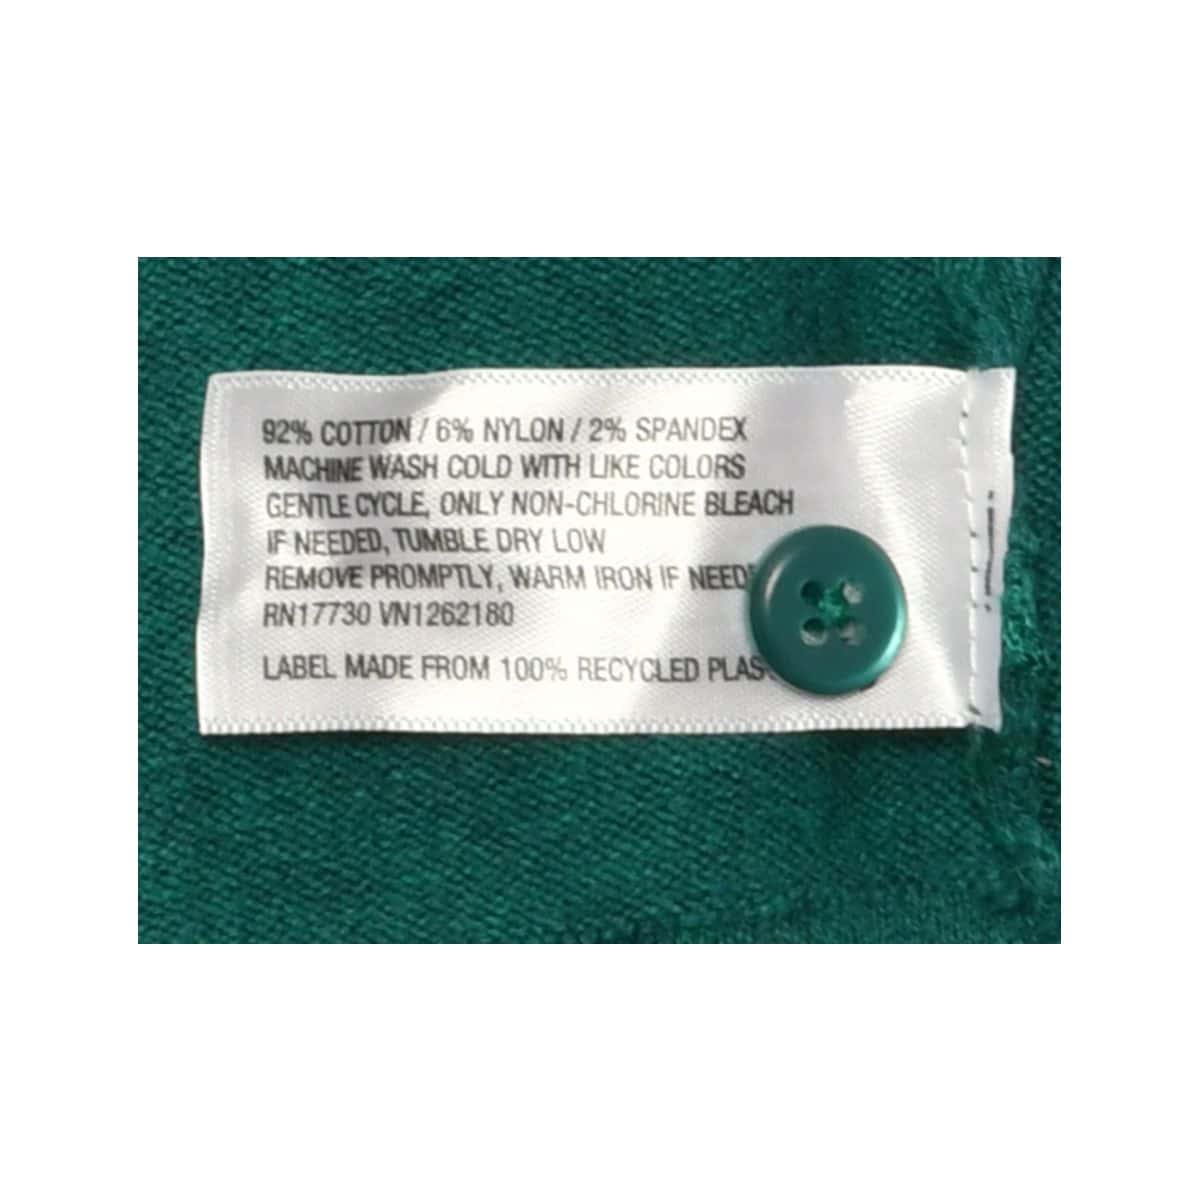 92% COTTON / 6% NYLON / 2% SPANDEX
MACHINE WASH COLD WITH LIKE COLORS
GENTLE CYCLE, ONLY NON-CHLORINE BLEACH
IF NEEDED, TUMBLE DRY LOW
REMOVE PROMPTLY, WARM IRON IF
RN17730 VN1262180
LABEL MADE FROM 100% RECYCLED